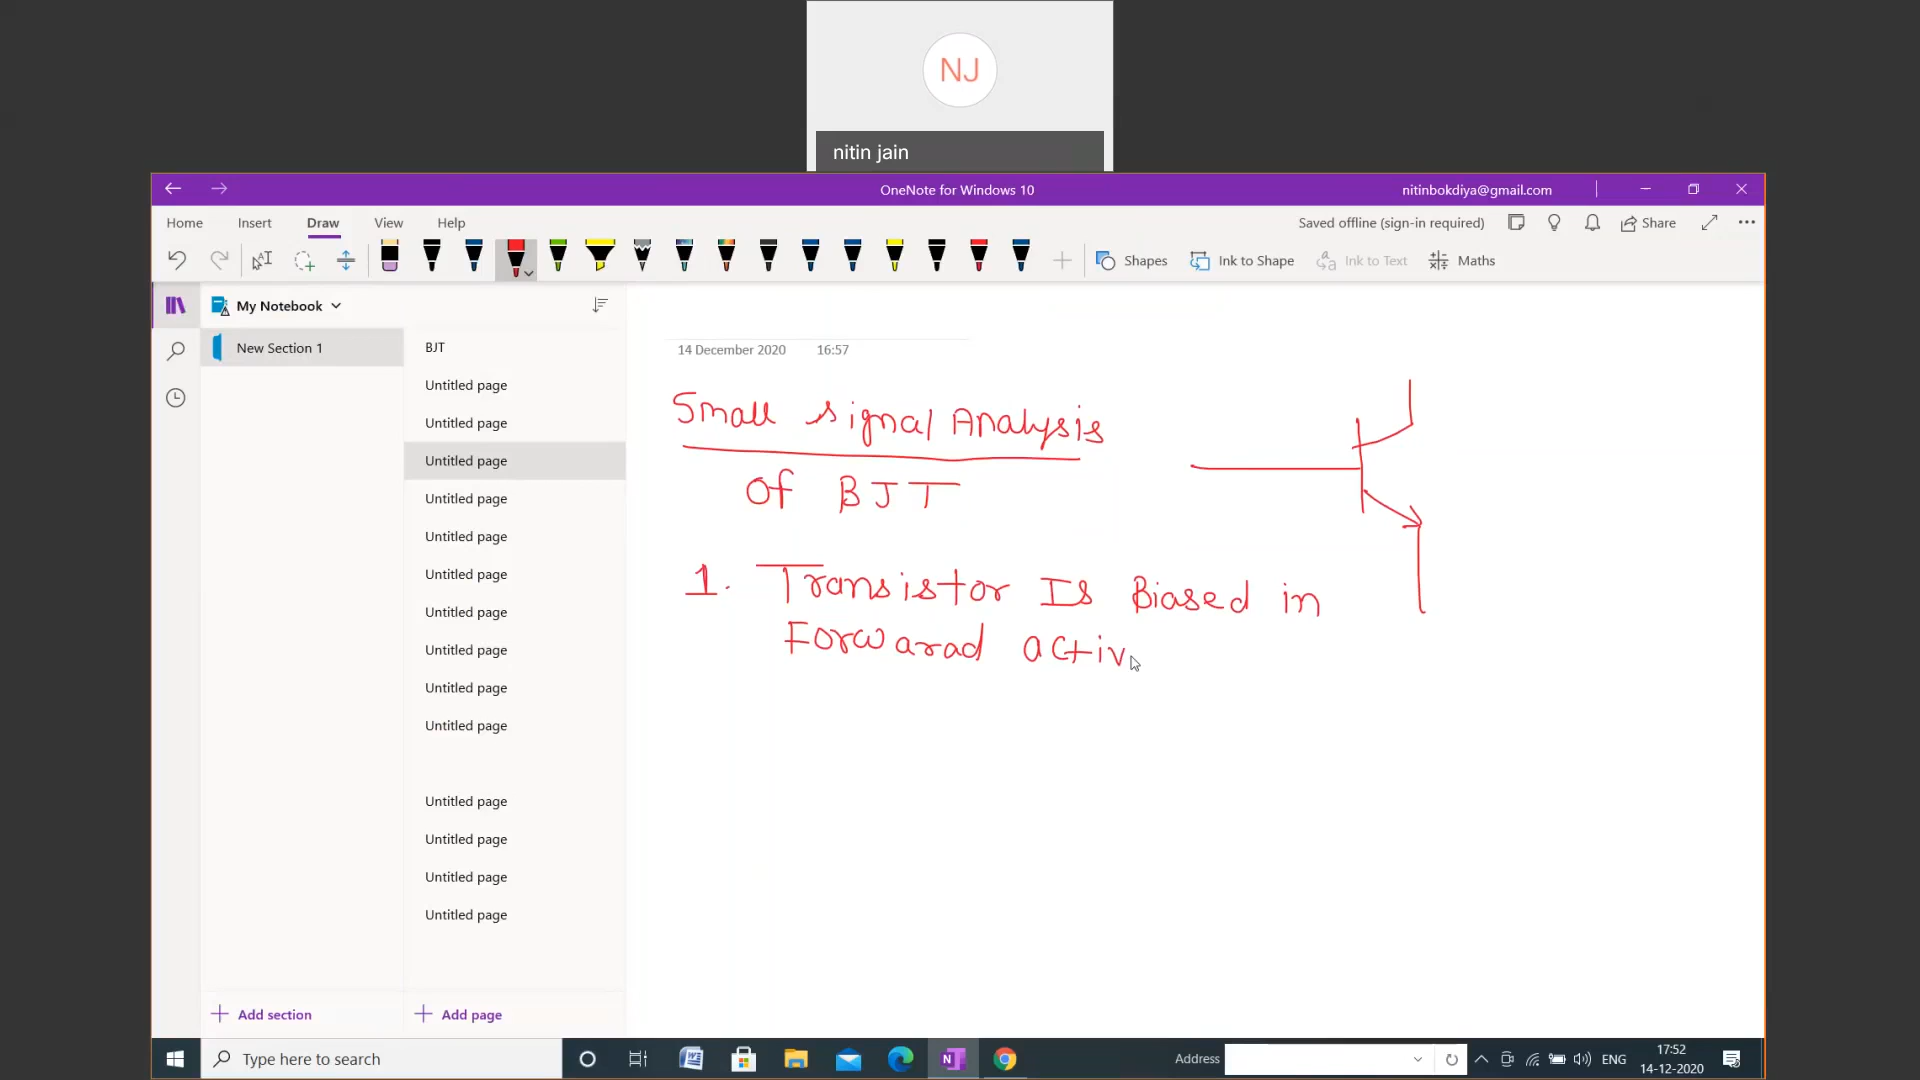 NJ
nitin jain
OneNote for Windows 10
nitinbokdiya@gmail.com
Home Insert Draw View Help
Saved offline (sign-in required) Share
Shapes Ink to Shape Ink to Text Maths
My Notebook
New Section 1
BJT
Untitled page
Untitled page
Untitled page
Untitled page
Untitled page
Untitled page
Untitled page
Untitled page
Untitled page
Untitled page
Untitled page
Untitled page
Untitled page
Untitled page
Add section
Add page
14 December 2020 16:57
Small signal Analysis
of BJT
1. Transistor Is Biased in
Forwarad activ
Type here to search
Address
ENG
17:52
14-12-2020